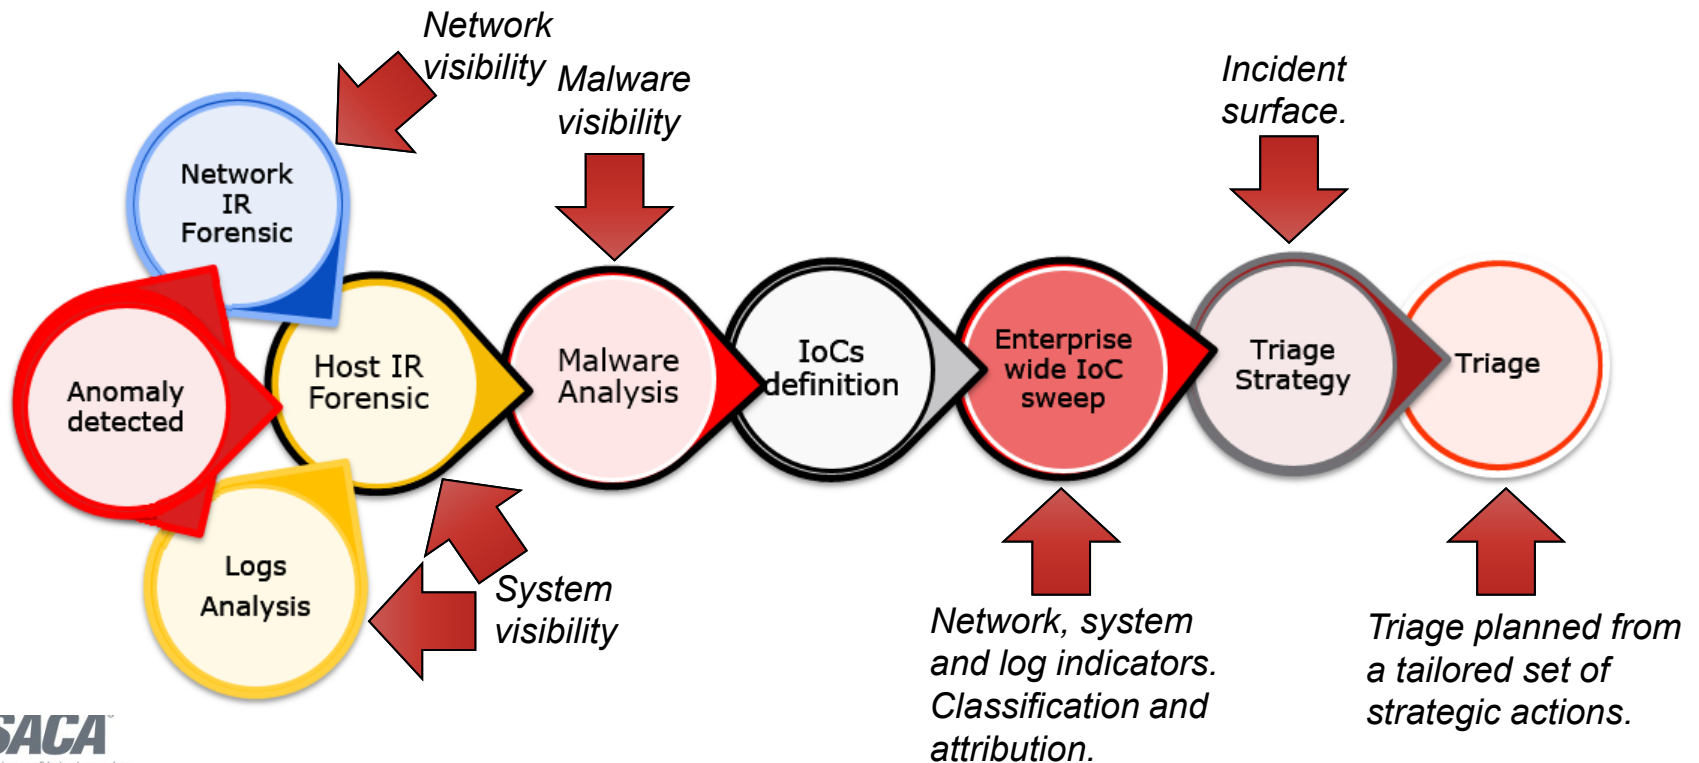 Network
visibility
Malware
visibility
Incident
surface.
Network
IR
Forensic
Anomaly
detected
Host IR
Forensic
Malware
Analysis
IoCs
definition
Enterprise
wide IoC
sweep
Triage
Strategy
Triage
Logs
Analysis
System
visibility
Network, system
and log indicators.
Classification and
attribution.
Triage planned from
a tailored set of
strategic actions.
SACA